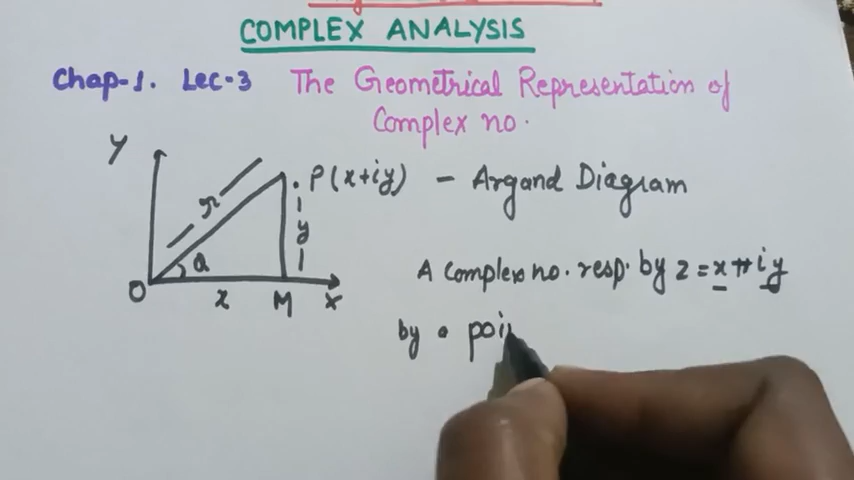 COMPLEX ANALYSIS
Chap-1. Lec-3 The Geometrical Representation of
Complex no.
Y
P(x+iy) - Argand Diagram
r
y
O x M X
A Complex no. resp. by z = x + iy
by a poi